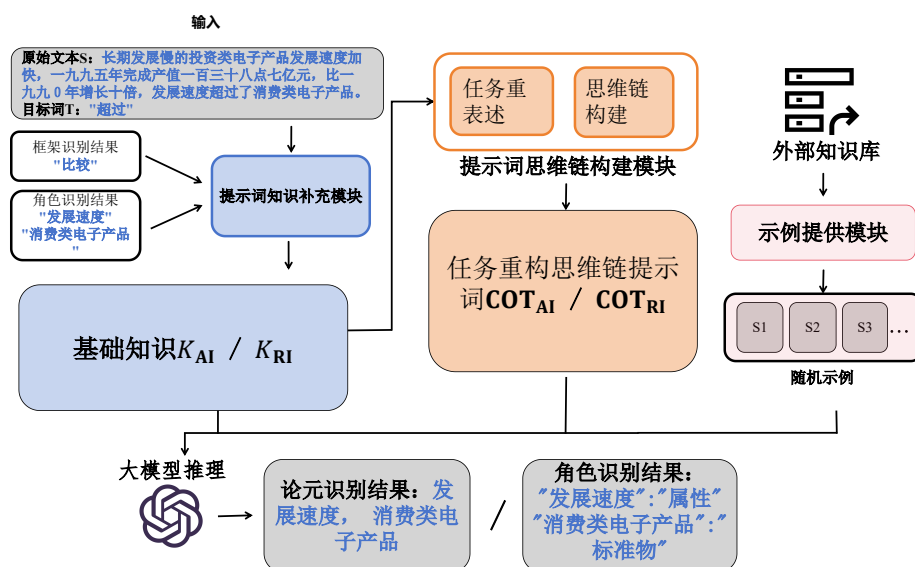 输入
原始文本S：长期发展慢的投资类电子产品发展速度加
快，一九九五年完成产值一百三十八点七亿元，比一
九九0年增长十倍，发展速度超过了消费类电子产品。
目标词T："超过"
框架识别结果
"比较"
角色识别结果
"发展速度"
"消费类电子产品
"
提示词知识补充模块
基础知识K_AI / K_RI
任务重
表述
思维链
构建
提示词思维链构建模块
任务重构思维链提示
词COT_AI / COT_RI
外部知识库
示例提供模块
S1 S2 S3 ...
随机示例
大模型推理
论元识别结果：发
展速度， 消费类电
子产品
/
角色识别结果：
"发展速度":"属性"
"消费类电子产品":"
标准物"